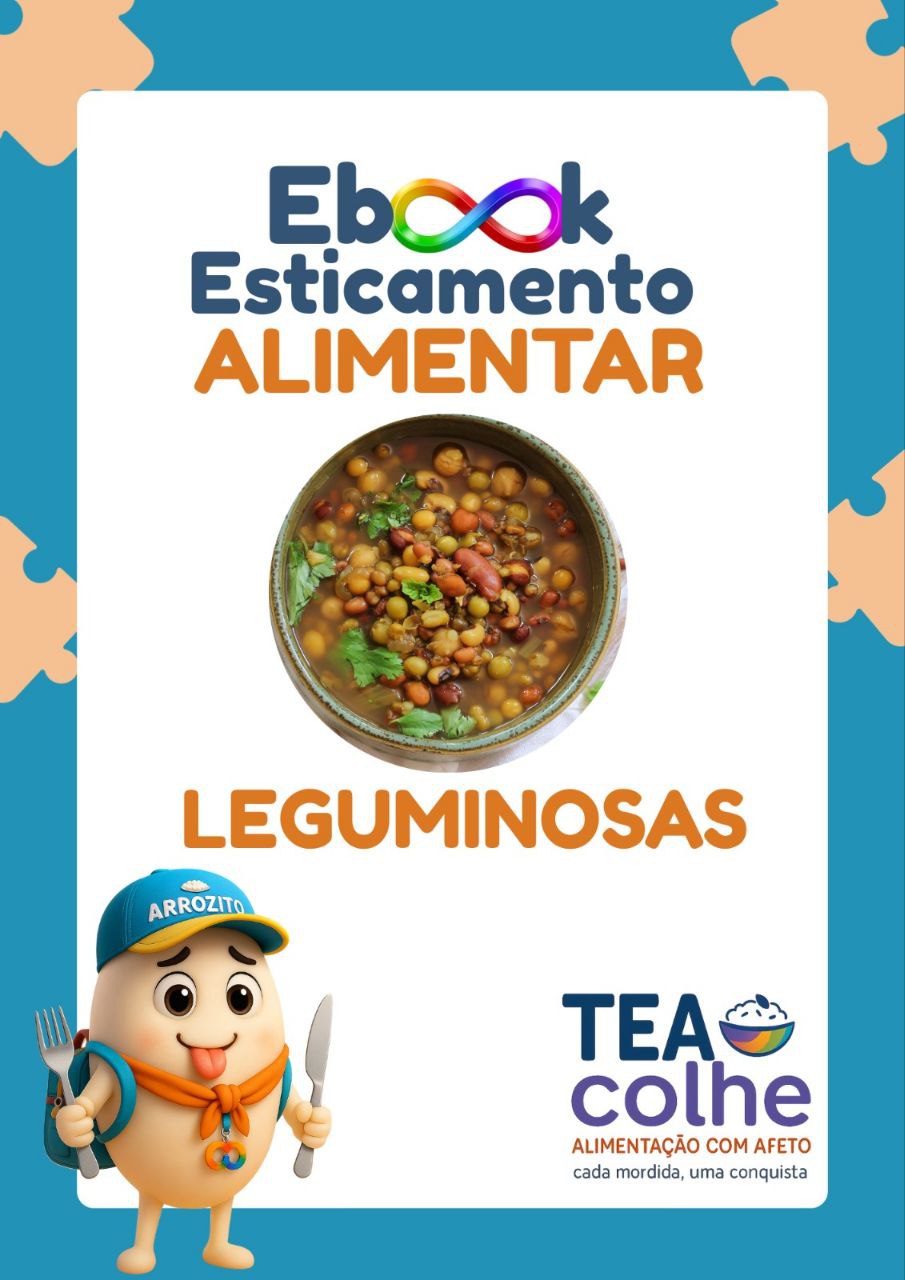 Ebook
Esticamento
ALIMENTAR
LEGUMINOSAS
ARROZITO
TEA
colhe
ALIMENTAÇÃO COM AFETO
cada mordida, uma conquista